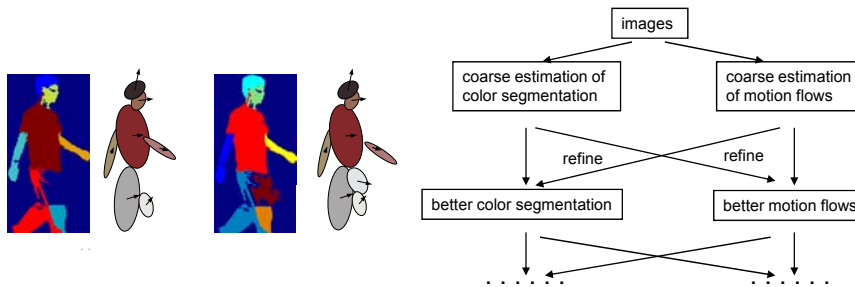 images
coarse estimation of
color segmentation
coarse estimation
of motion flows
refine
refine
better color segmentation
better motion flows
. . . . . .
. . . . . .